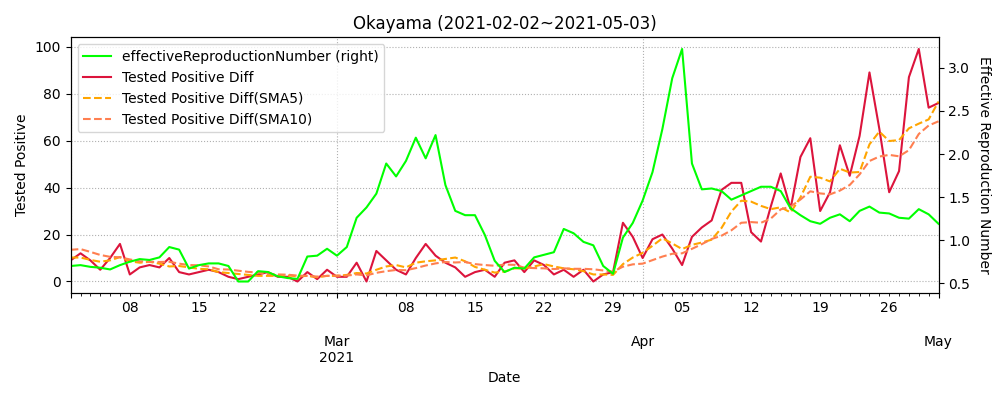 Okayama (2021-02-02~2021-05-03)
effectiveReproductionNumber (right)
Tested Positive Diff
Tested Positive Diff(SMA5)
Tested Positive Diff(SMA10)
Tested Positive
100
80
60
40
20
0
3.0
2.5
2.0
1.5
1.0
0.5
Effective Reproduction Number
08 15 22 08 15 22 29 05 12 19 26
Mar Apr May
2021
Date